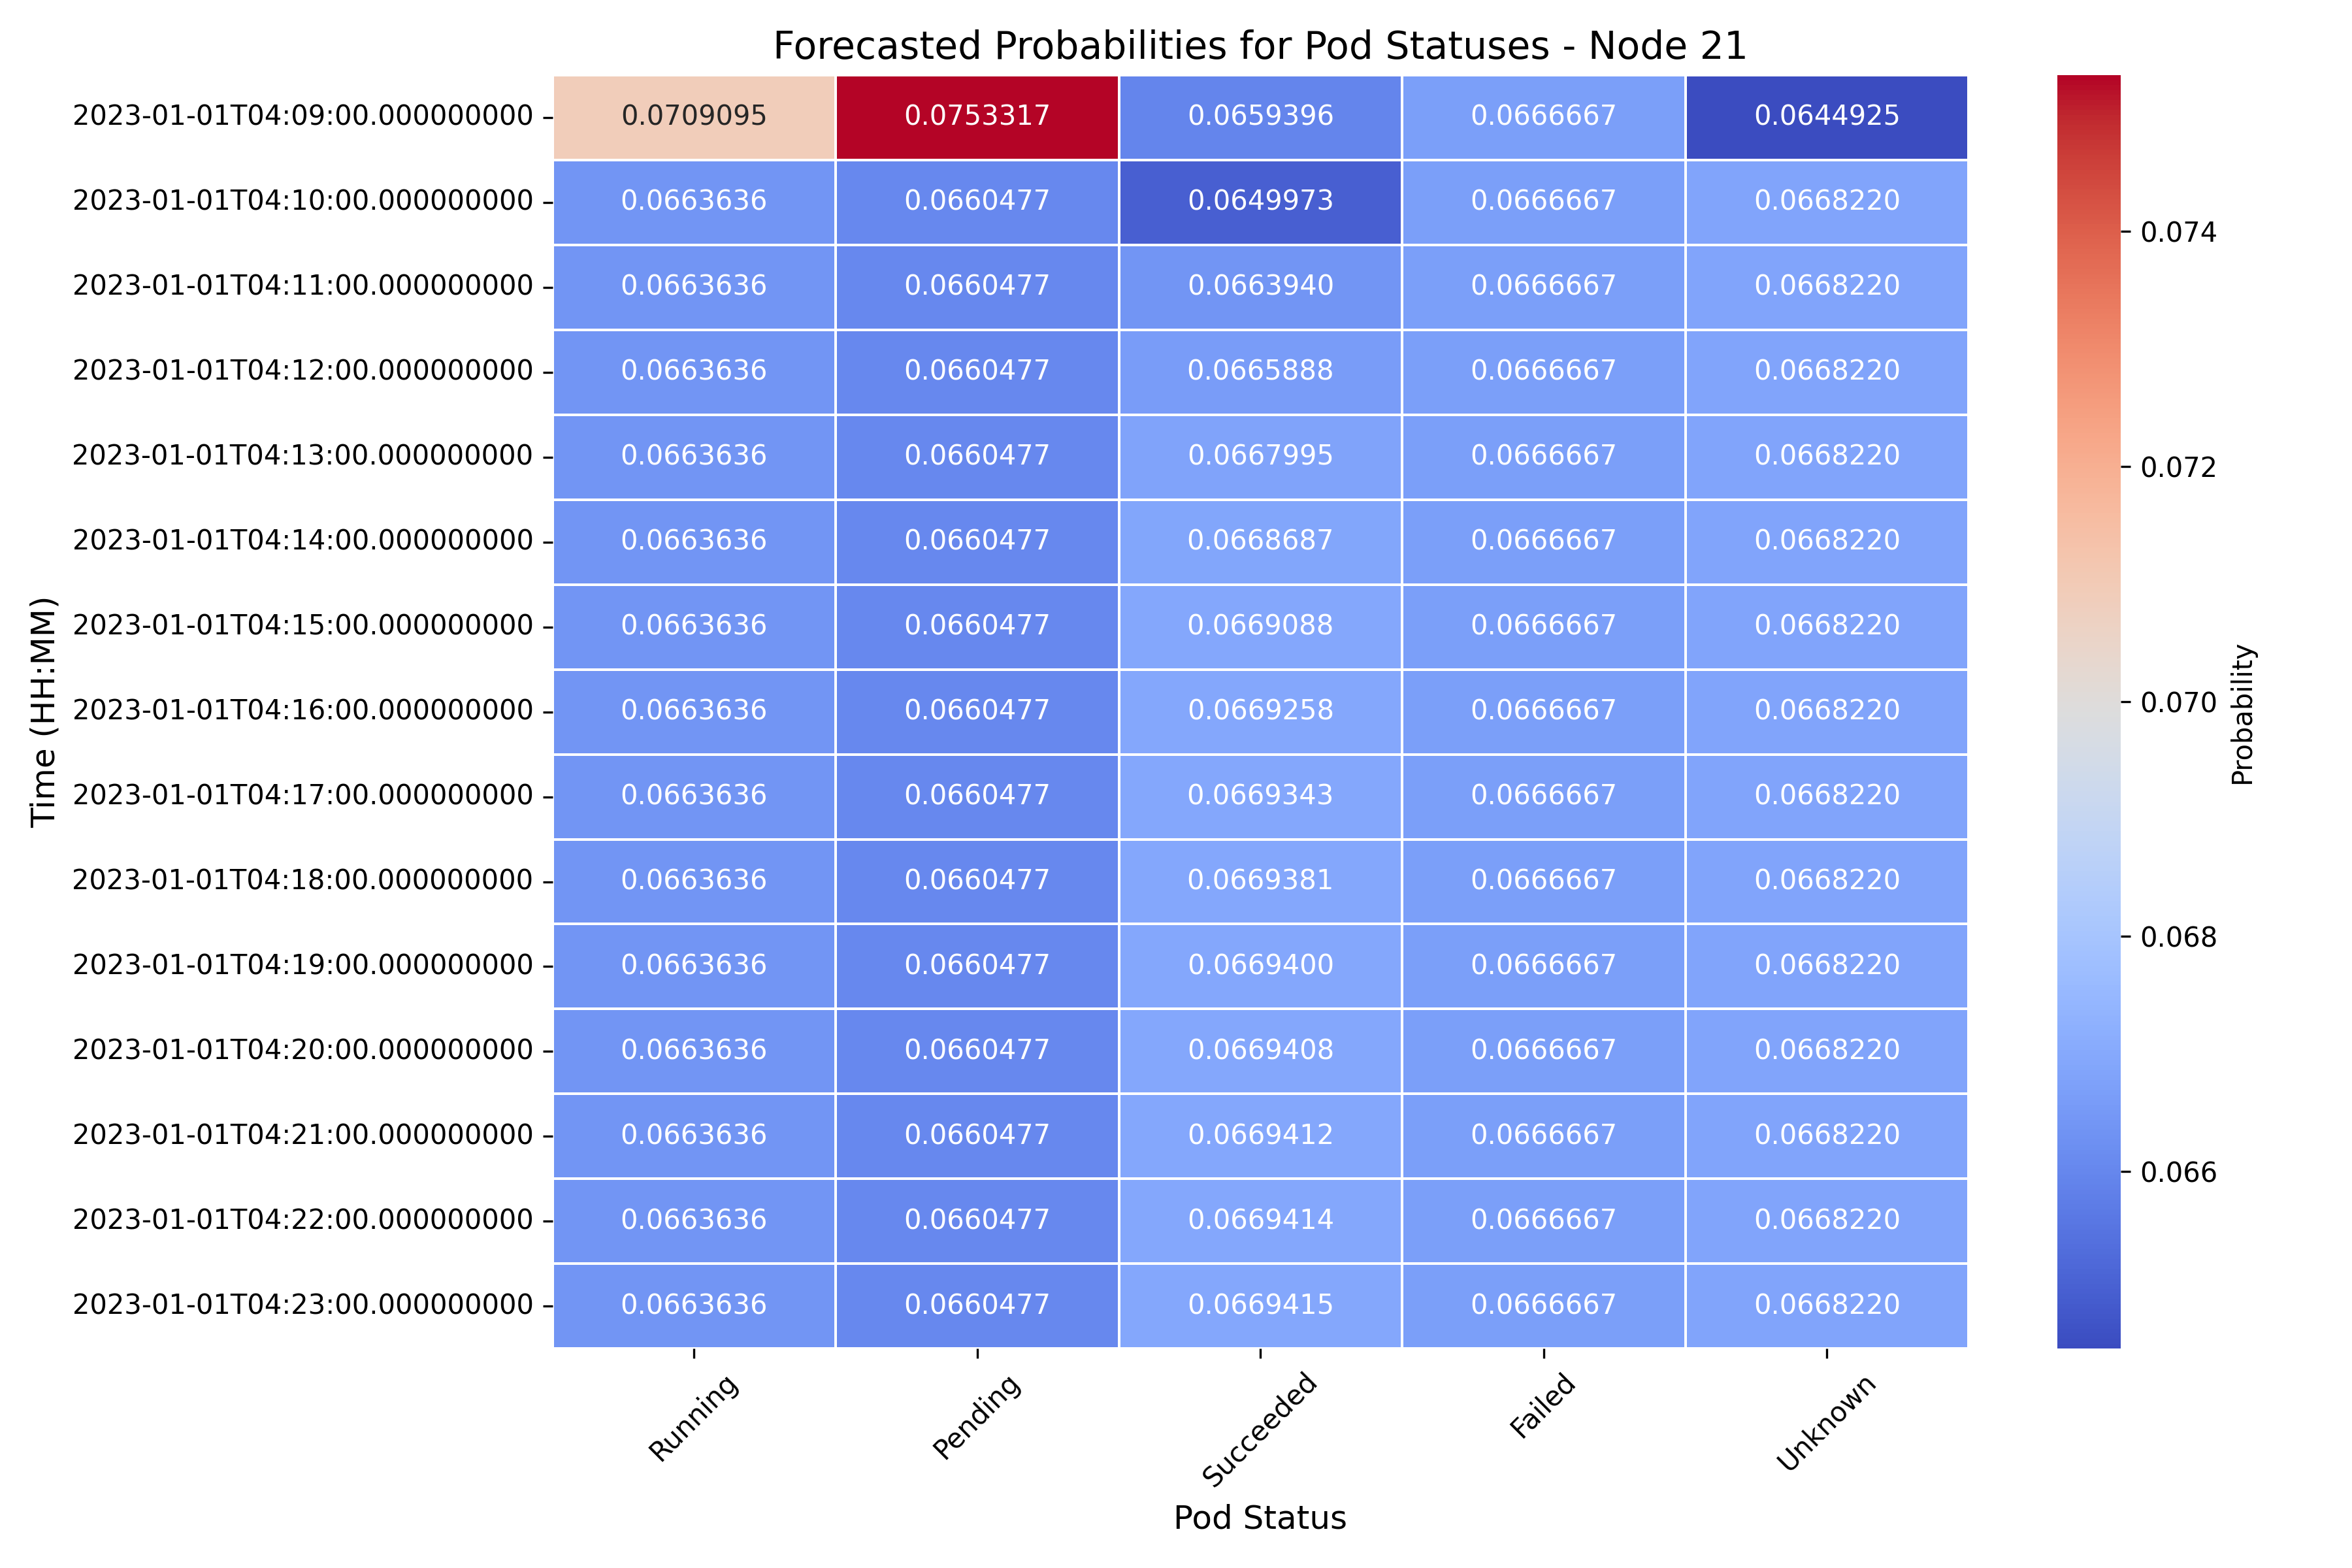 Forecasted Probabilities for Pod Statuses - Node 21
2023-01-01T04:09:00.000000000 0.0709095 0.0753317 0.0659396 0.0666667 0.0644925
2023-01-01T04:10:00.000000000 0.0663636 0.0660477 0.0649973 0.0666667 0.0668220
2023-01-01T04:11:00.000000000 0.0663636 0.0660477 0.0663940 0.0666667 0.0668220
2023-01-01T04:12:00.000000000 0.0663636 0.0660477 0.0665888 0.0666667 0.0668220
2023-01-01T04:13:00.000000000 0.0663636 0.0660477 0.0667995 0.0666667 0.0668220
2023-01-01T04:14:00.000000000 0.0663636 0.0660477 0.0668687 0.0666667 0.0668220
2023-01-01T04:15:00.000000000 0.0663636 0.0660477 0.0669088 0.0666667 0.0668220
2023-01-01T04:16:00.000000000 0.0663636 0.0660477 0.0669258 0.0666667 0.0668220
2023-01-01T04:17:00.000000000 0.0663636 0.0660477 0.0669343 0.0666667 0.0668220
2023-01-01T04:18:00.000000000 0.0663636 0.0660477 0.0669381 0.0666667 0.0668220
2023-01-01T04:19:00.000000000 0.0663636 0.0660477 0.0669400 0.0666667 0.0668220
2023-01-01T04:20:00.000000000 0.0663636 0.0660477 0.0669408 0.0666667 0.0668220
2023-01-01T04:21:00.000000000 0.0663636 0.0660477 0.0669412 0.0666667 0.0668220
2023-01-01T04:22:00.000000000 0.0663636 0.0660477 0.0669414 0.0666667 0.0668220
2023-01-01T04:23:00.000000000 0.0663636 0.0660477 0.0669415 0.0666667 0.0668220
Time (HH:MM)
Running Pending Succeeded Failed Unknown
Pod Status
0.074
0.072
0.070
0.068
0.066
Probability